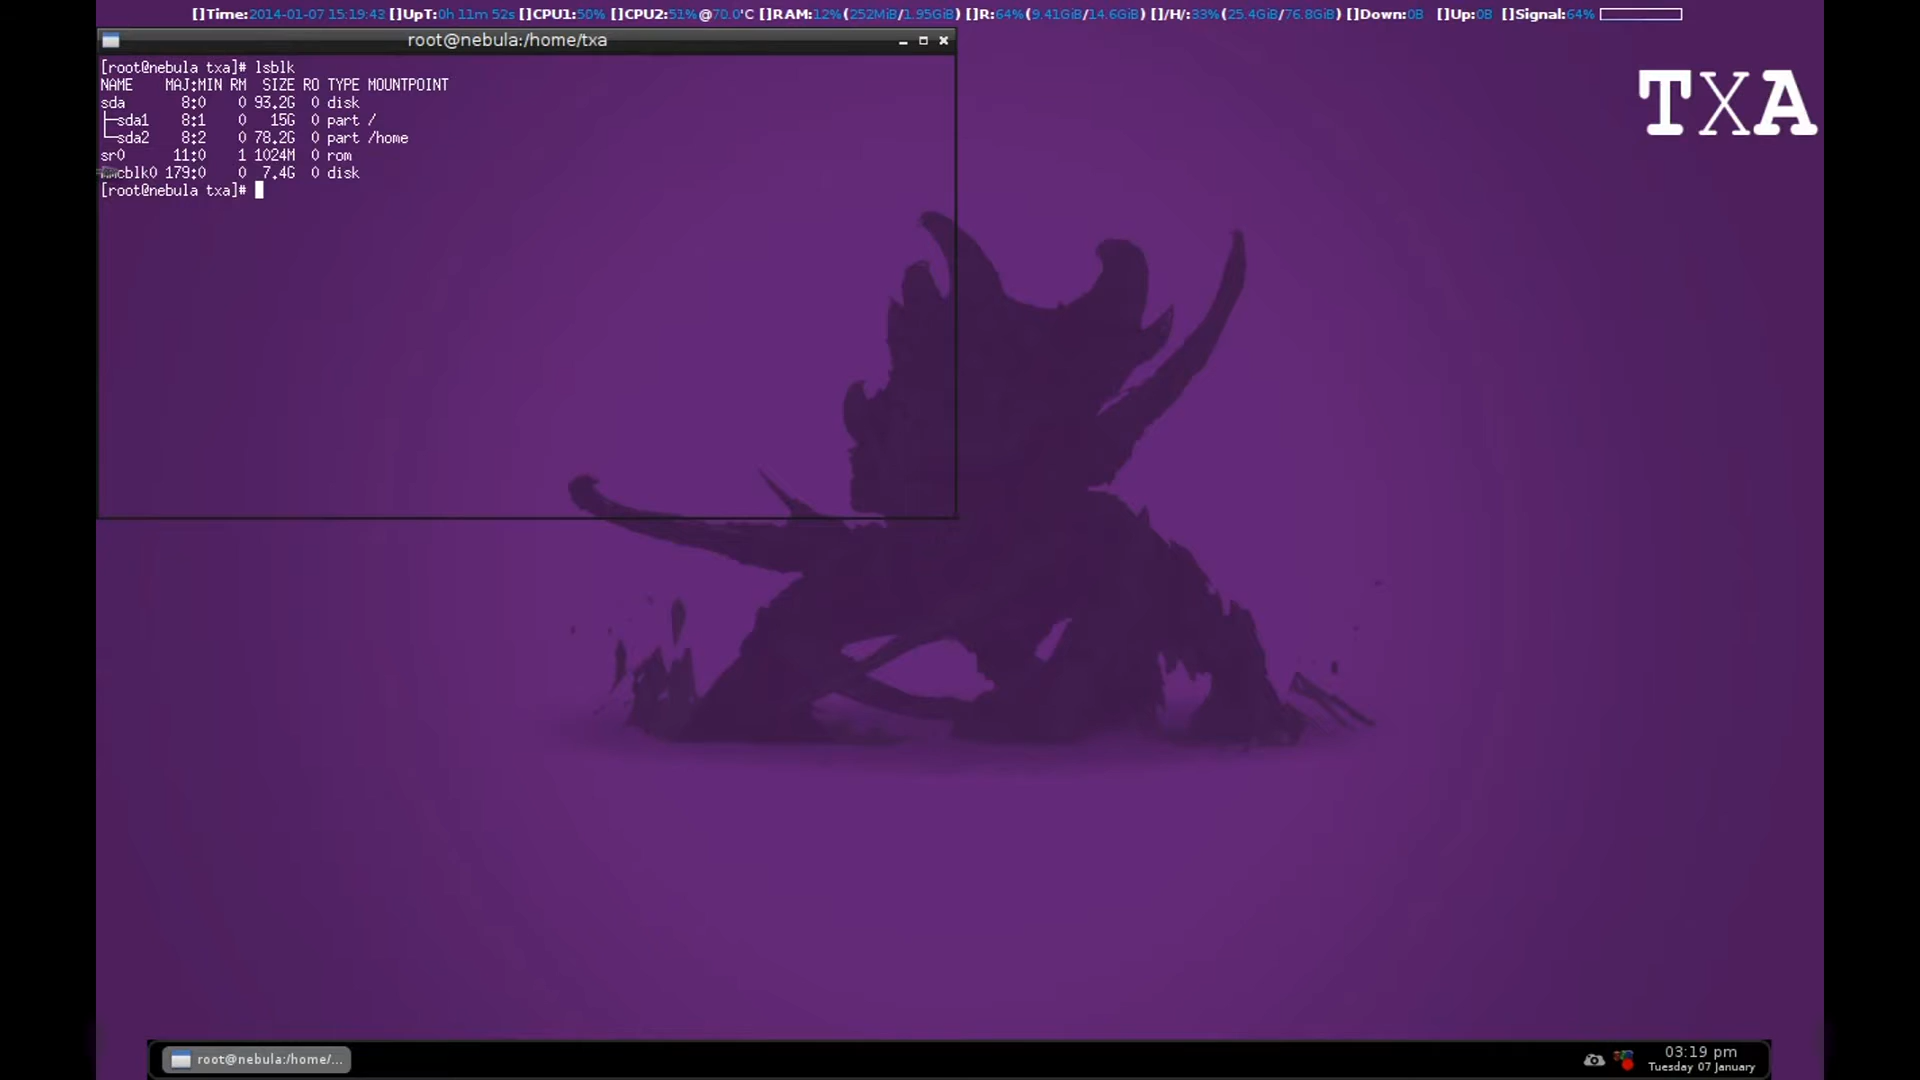 []Time:2014-01-07 15:19:43 []UpT:0h 11m 52s []CPU1:50% []CPU2:51%@70.0'C []RAM:12%(252MiB/1.95GiB) []R:64%(9.41GiB/14.6GiB) []/H/:33%(25.4GiB/76.8GiB) []Down:0B []Up:0B []Signal:64%
root@nebula:/home/txa
[root@nebula txa]# lsblk
NAME MAJ:MIN RM SIZE RO TYPE MOUNTPOINT
sda 8:0 0 93.2G 0 disk
├─sda1 8:1 0 15G 0 part /
└─sda2 8:2 0 78.2G 0 part /home
sr0 11:0 1 1024M 0 rom
mmcblk0 179:0 0 7.4G 0 disk
[root@nebula txa]#
TXA
root@nebula:/home/...
03:19 pm
Tuesday 07 January